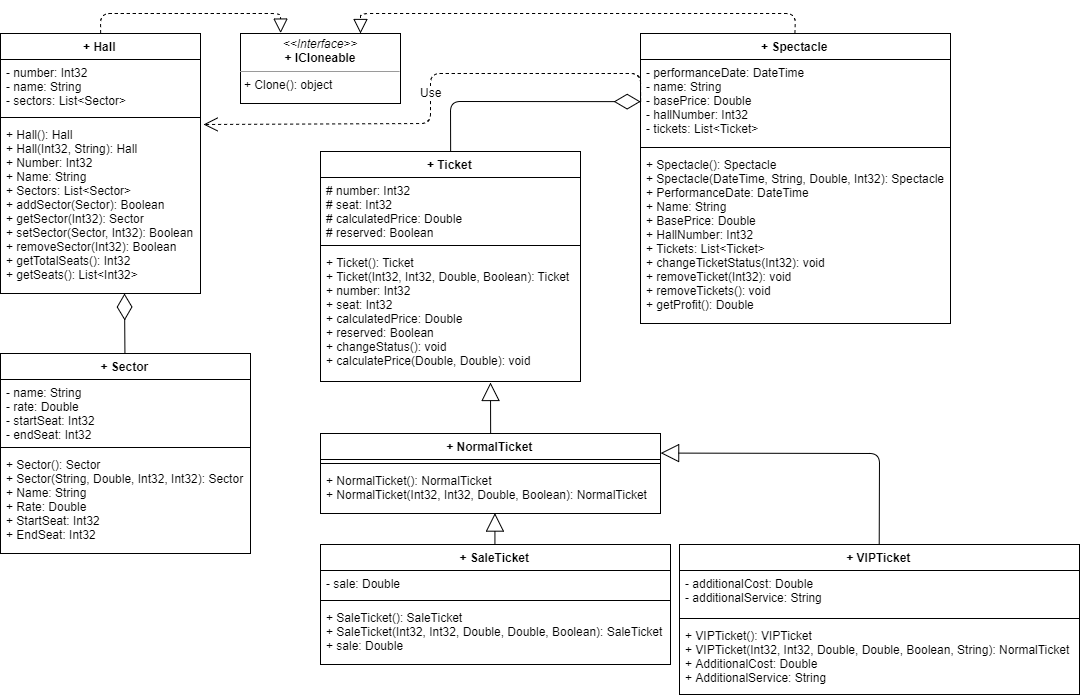 + Hall
- number: Int32
- name: String
- sectors: List<Sector>
+ Hall(): Hall
+ Hall(Int32, String): Hall
+ Number: Int32
+ Name: String
+ Sectors: List<Sector>
+ addSector(Sector): Boolean
+ getSector(Int32): Sector
+ setSector(Sector, Int32): Boolean
+ removeSector(Int32): Boolean
+ getTotalSeats(): Int32
+ getSeats(): List<Int32>
<<Interface>>
+ ICloneable
+ Clone(): object
Use
+ Spectacle
- performanceDate: DateTime
- name: String
- basePrice: Double
- hallNumber: Int32
- tickets: List<Ticket>
+ Spectacle(): Spectacle
+ Spectacle(DateTime, String, Double, Int32): Spectacle
+ PerformanceDate: DateTime
+ Name: String
+ BasePrice: Double
+ HallNumber: Int32
+ Tickets: List<Ticket>
+ changeTicketStatus(Int32): void
+ removeTicket(Int32): void
+ removeTickets(): void
+ getProfit(): Double
+ Ticket
# number: Int32
# seat: Int32
# calculatedPrice: Double
# reserved: Boolean
+ Ticket(): Ticket
+ Ticket(Int32, Int32, Double, Boolean): Ticket
+ number: Int32
+ seat: Int32
+ calculatedPrice: Double
+ reserved: Boolean
+ changeStatus(): void
+ calculatePrice(Double, Double): void
+ Sector
- name: String
- rate: Double
- startSeat: Int32
- endSeat: Int32
+ Sector(): Sector
+ Sector(String, Double, Int32, Int32): Sector
+ Name: String
+ Rate: Double
+ StartSeat: Int32
+ EndSeat: Int32
+ NormalTicket
+ NormalTicket(): NormalTicket
+ NormalTicket(Int32, Int32, Double, Boolean): NormalTicket
+ SaleTicket
- sale: Double
+ SaleTicket(): SaleTicket
+ SaleTicket(Int32, Int32, Double, Double, Boolean): SaleTicket
+ sale: Double
+ VIPTicket
- additionalCost: Double
- additionalService: String
+ VIPTicket(): VIPTicket
+ VIPTicket(Int32, Int32, Double, Double, Boolean, String): NormalTicket
+ AdditionalCost: Double
+ AdditionalService: String